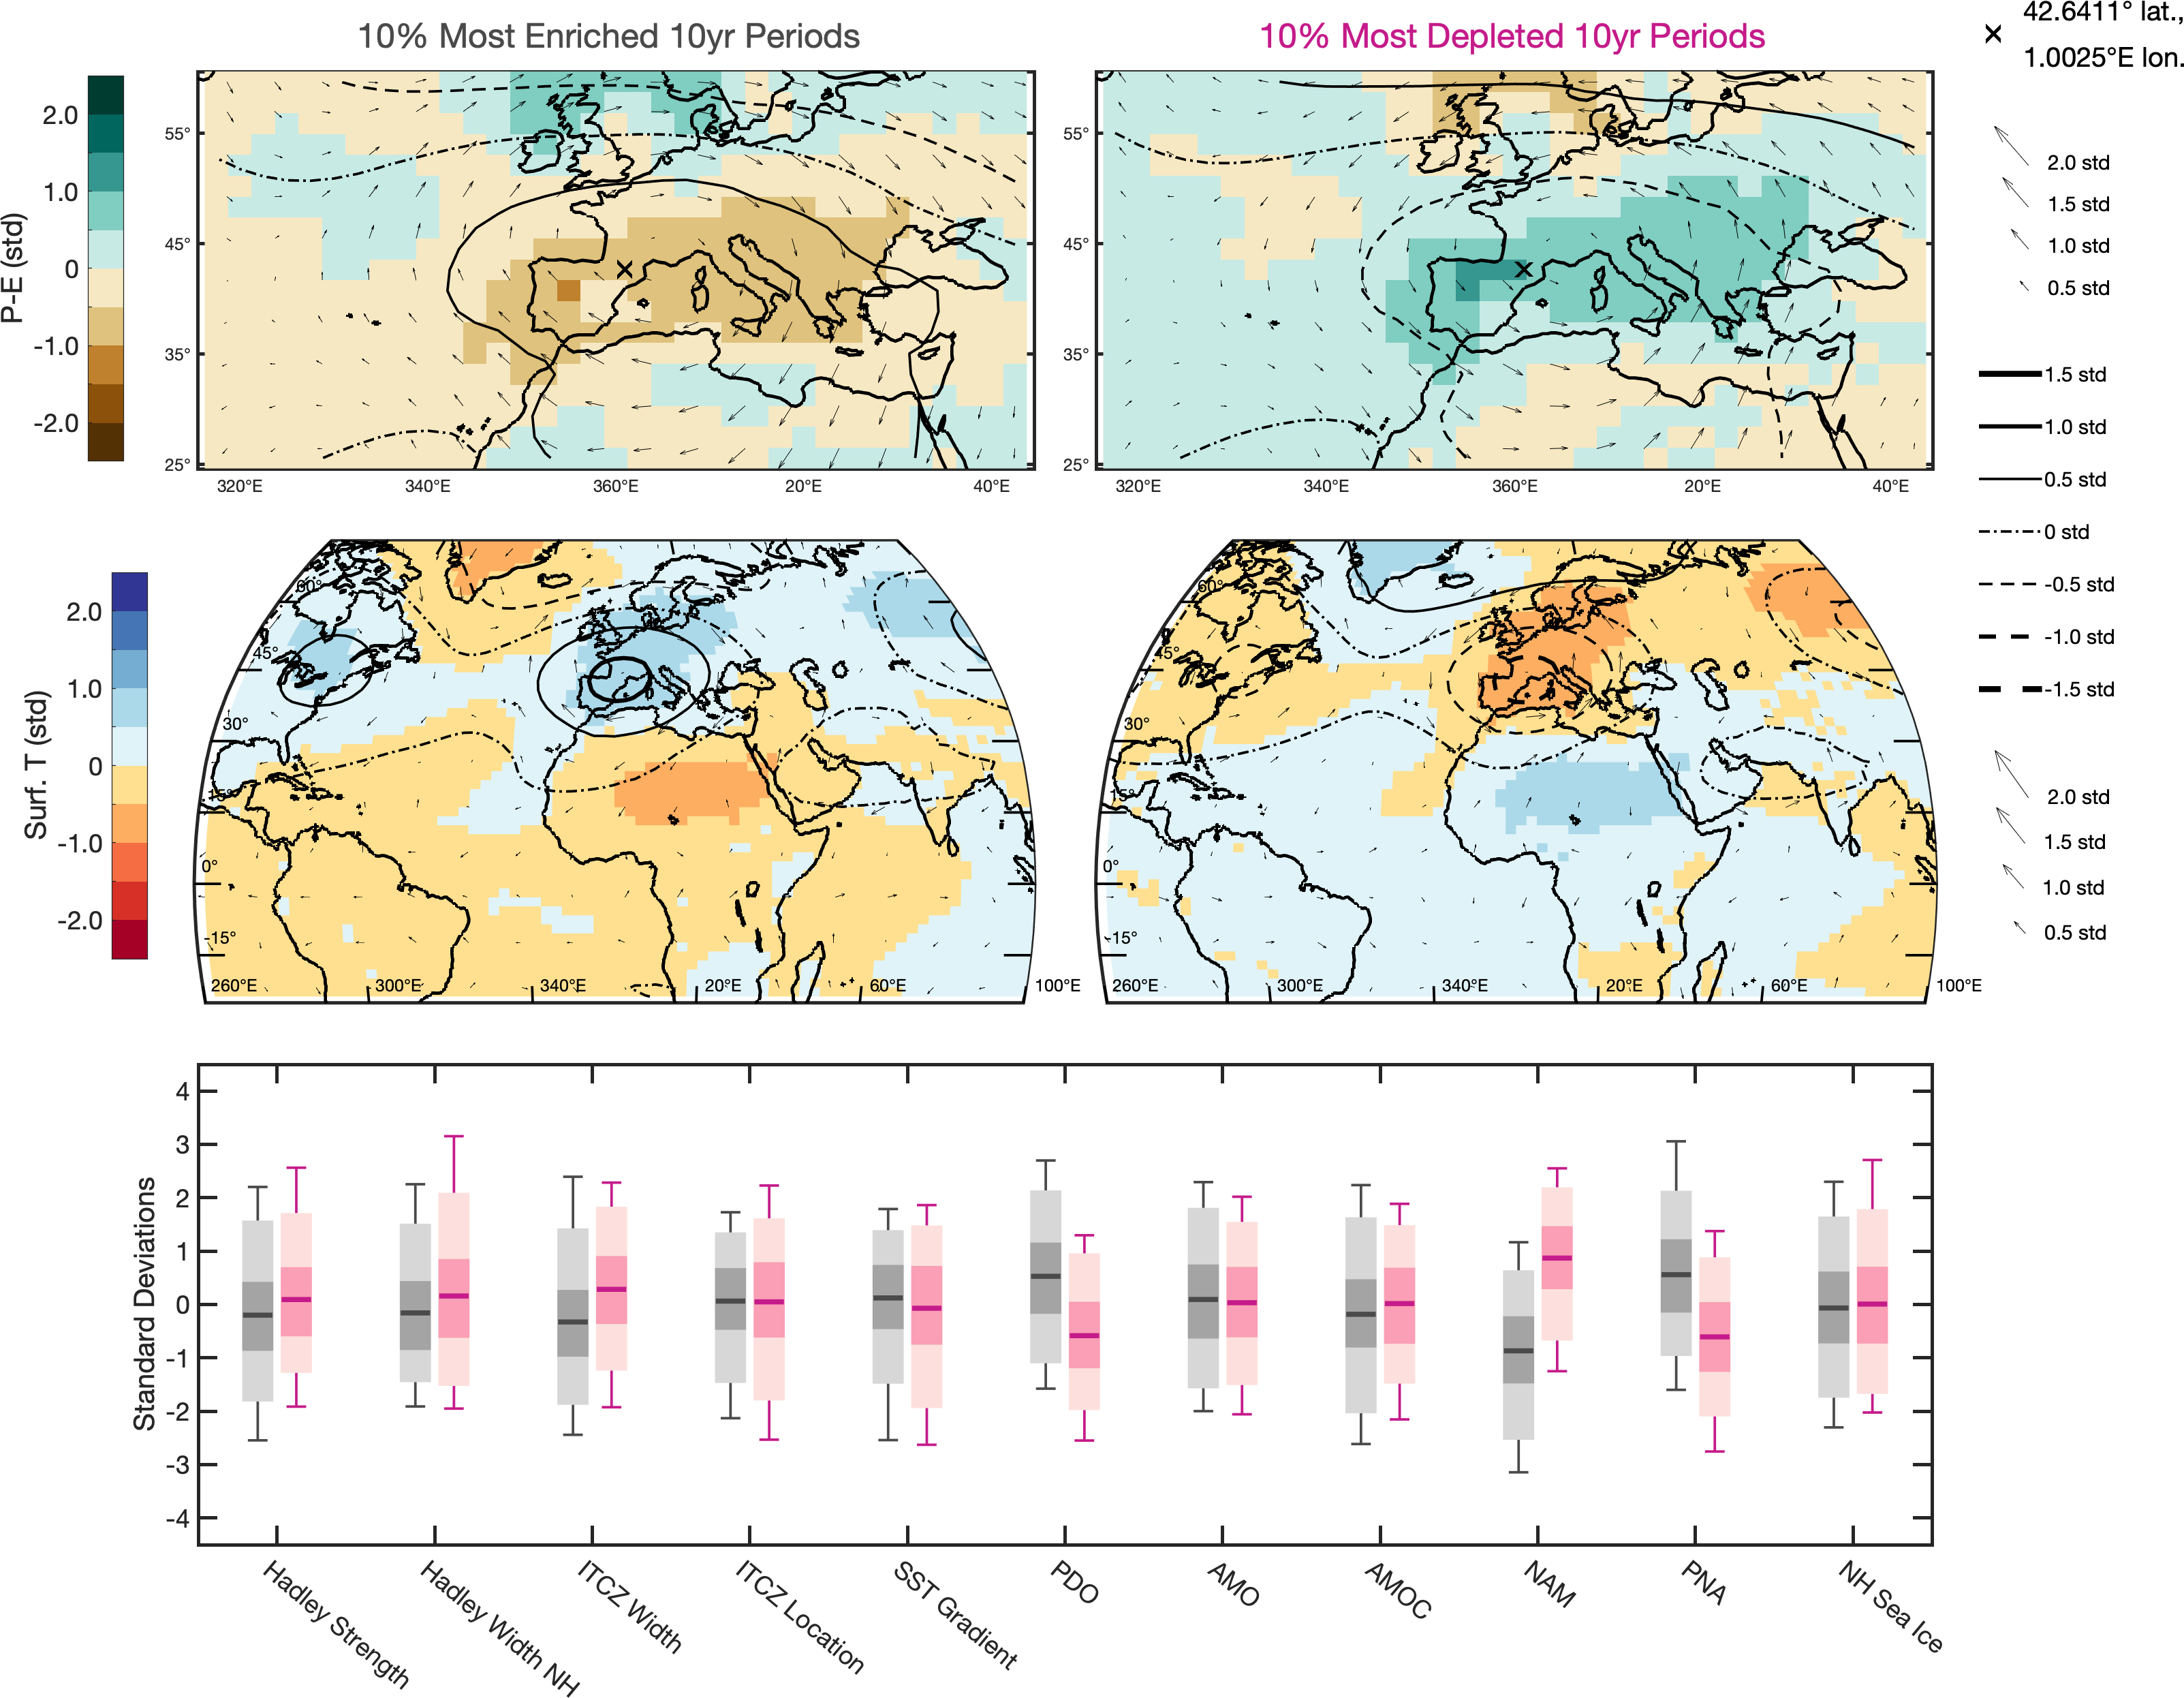 10% Most Enriched 10yr Periods
10% Most Depleted 10yr Periods
42.6411° lat.,
1.0025°E lon.
P-E (std)
2.0
1.0
0
-1.0
-2.0
55°
45°
35°
25°
320°E
340°E
360°E
20°E
40°E
55°
45°
35°
25°
320°E
340°E
360°E
20°E
40°E
2.0 std
1.5 std
1.0 std
0.5 std
1.5 std
1.0 std
0.5 std
0 std
-0.5 std
-1.0 std
-1.5 std
Surf. T (std)
2.0
1.0
0
-1.0
-2.0
60°
45°
30°
15°
0°
-15°
260°E
300°E
340°E
20°E
60°E
100°E
60°
45°
30°
15°
0°
-15°
260°E
300°E
340°E
20°E
60°E
100°E
2.0 std
1.5 std
1.0 std
0.5 std
Standard Deviations
4
3
2
1
0
-1
-2
-3
-4
Hadley Strength
Hadley Width NH
ITCZ Width
ITCZ Location
SST Gradient
PDO
AMO
AMOC
NAM
PNA
NH Sea Ice